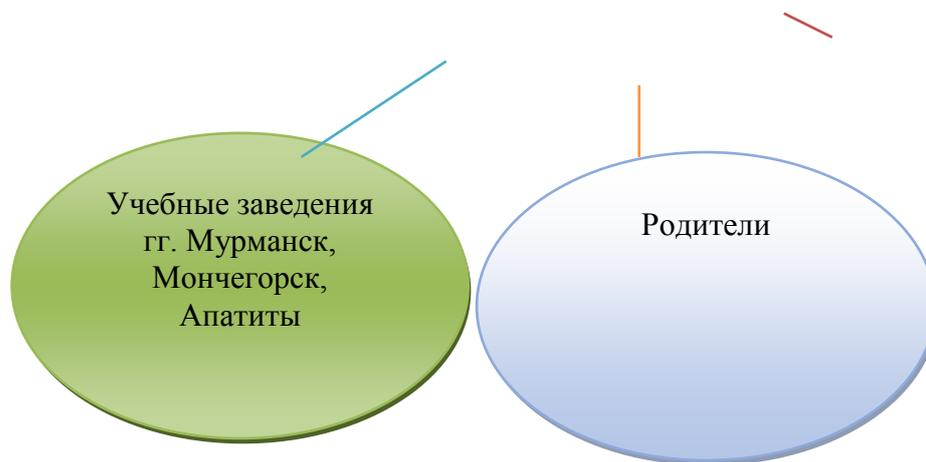 Учебные заведения
гг. Мурманск,
Мончегорск,
Апатиты
Родители